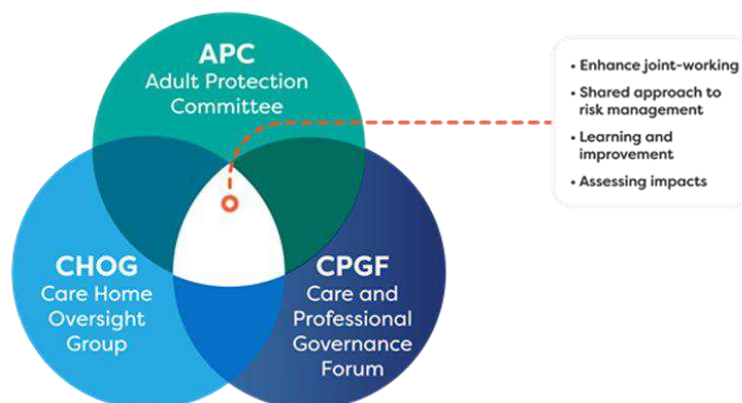 APC
Adult Protection
Committee
CHOG
Care Home
Oversight
Group
CPGF
Care and
Professional
Governance
Forum
• Enhance joint-working
• Shared approach to
risk management
• Learning and
improvement
• Assessing impacts